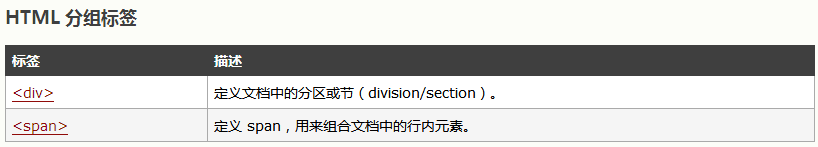 HTML 分组标签
标签 描述
<div> 定义文档中的分区或节（division/section）。
<span> 定义 span，用来组合文档中的行内元素。